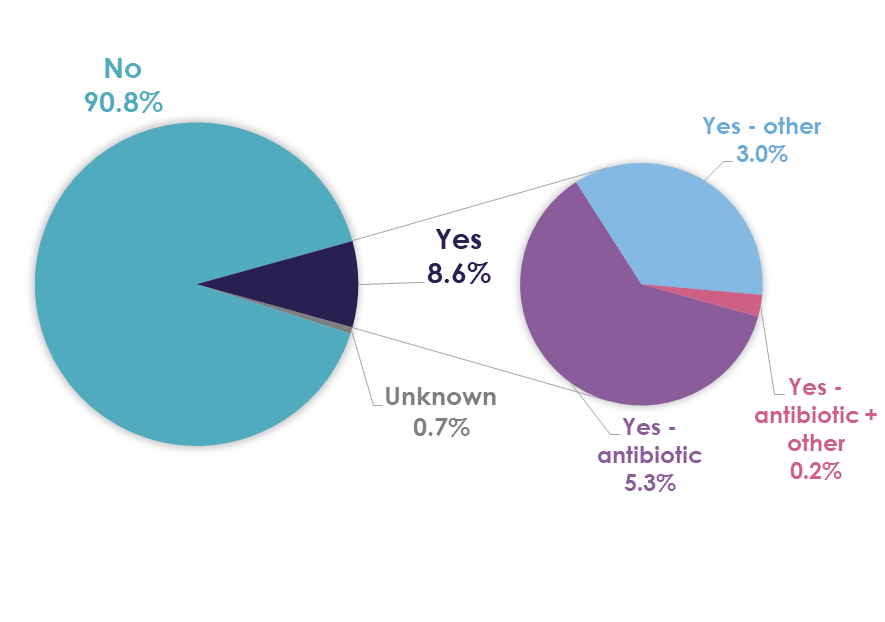 No
90.8%
Yes
8.6%
Unknown
0.7%
Yes - other
3.0%
Yes -
antibiotic
5.3%
Yes -
antibiotic +
other
0.2%